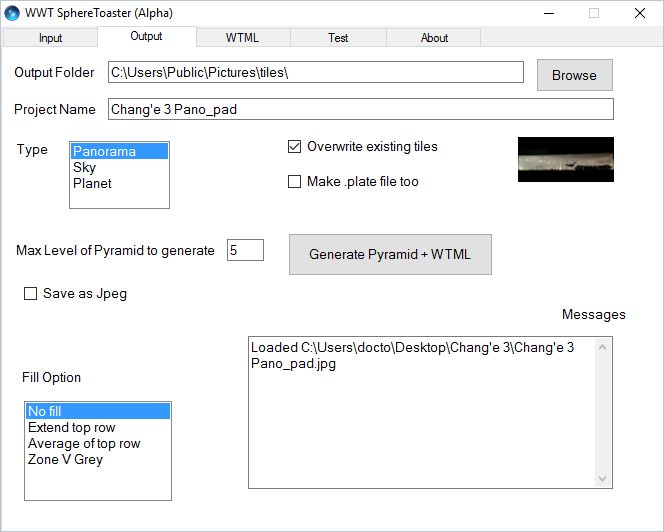 WWT SphereToaster (Alpha)
Input Output WTML Test About
Output Folder C:\Users\Public\Pictures\tiles\ Browse
Project Name Chang'e 3 Pano_pad
Type
Panorama
Sky
Planet
Overwrite existing tiles
Make .plate file too
Max Level of Pyramid to generate 5
Generate Pyramid + WTML
Save as Jpeg
Messages
Loaded C:\Users\docto\Desktop\Chang'e 3\Chang'e 3
Pano_pad.jpg
Fill Option
No fill
Extend top row
Average of top row
Zone V Grey